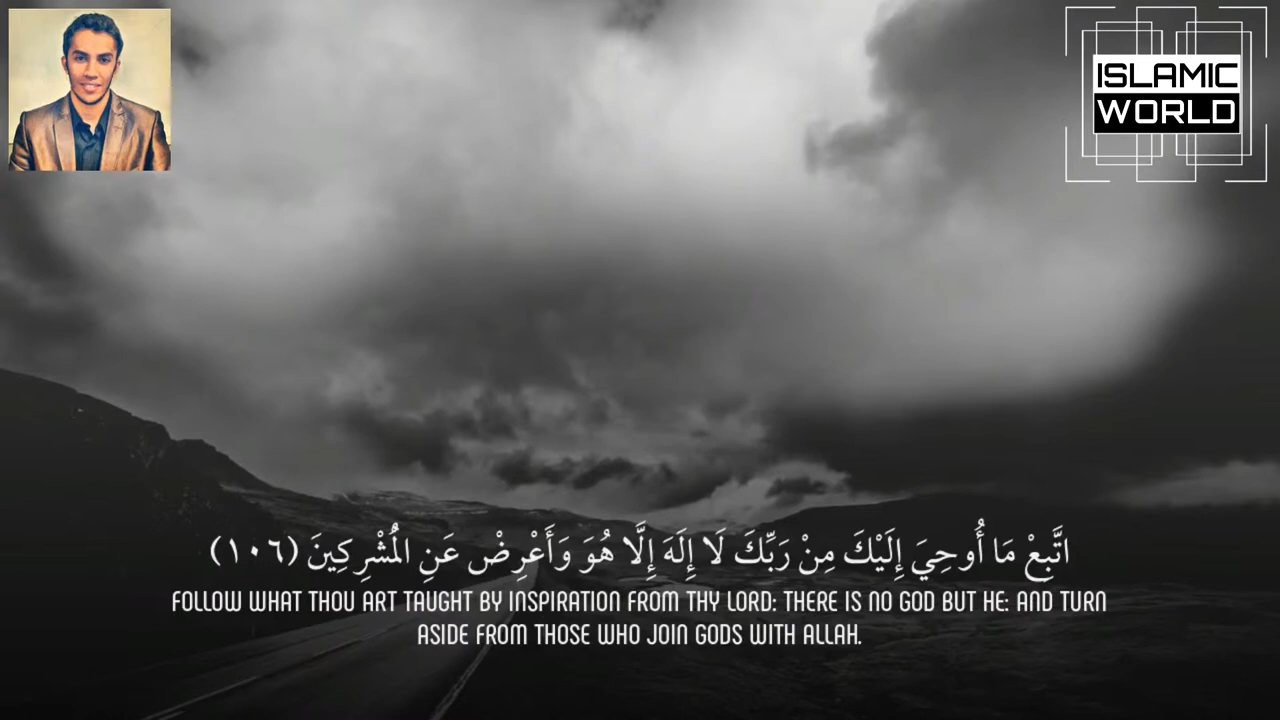 ISLAMIC
WORLD
اتَّبِعْ مَا أُوحِيَ إِلَيْكَ مِنْ رَبِّكَ لَا إِلَهَ إِلَّا هُوَ وَأَعْرِضْ عَنِ الْمُشْرِكِينَ (١٠٦)
FOLLOW WHAT THOU ART TAUGHT BY INSPIRATION FROM THY LORD: THERE IS NO GOD BUT HE: AND TURN
ASIDE FROM THOSE WHO JOIN GODS WITH ALLAH.